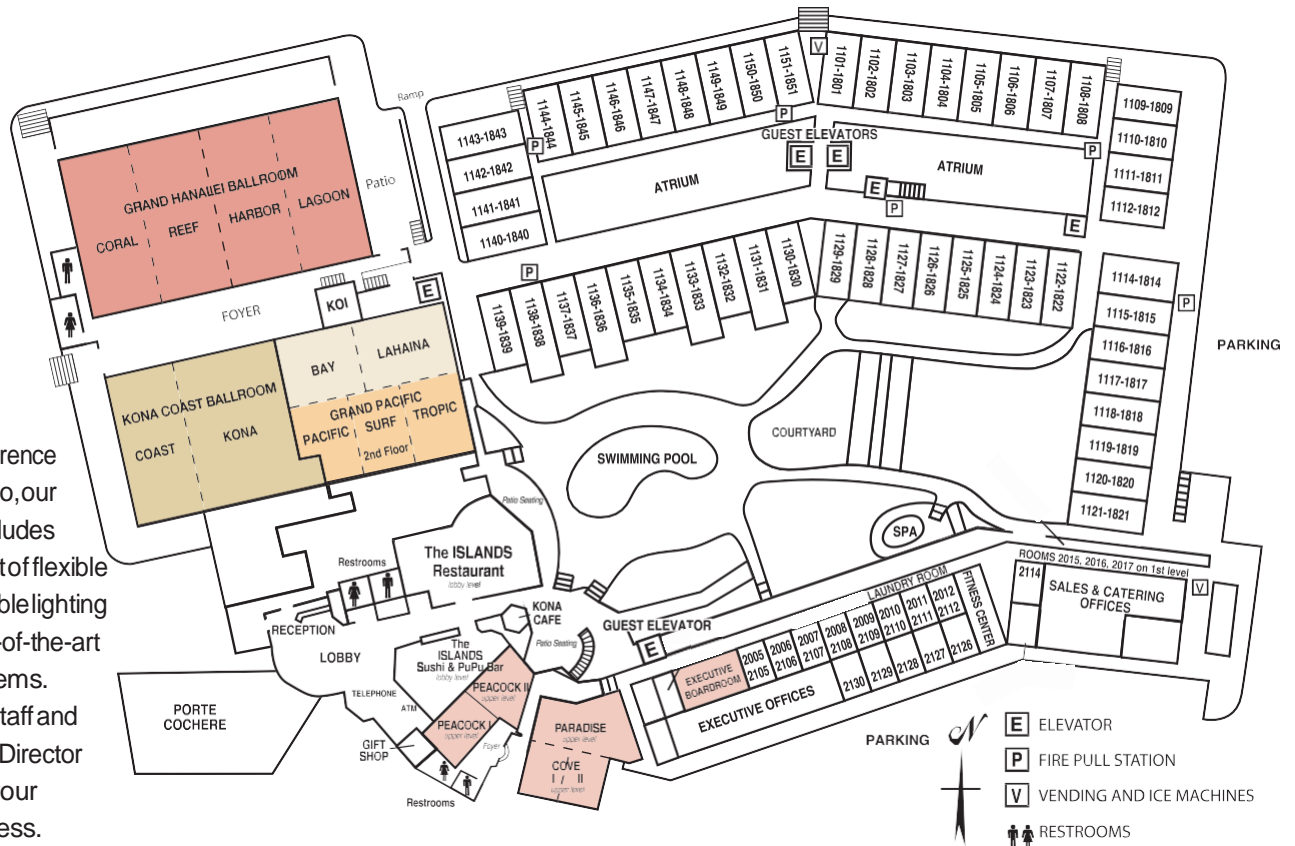 Ramp
Patio
GRAND HANALEI BALLROOM
CORAL
REEF
HARBOR
LAGOON
FOYER
KOI
E
BAY
LAHAINA
KONA COAST BALLROOM
COAST
KONA
GRAND PACIFIC
PACIFIC
SURF
TROPIC
2nd Floor
rence
o,our
ludes
t of flexible
ble lighting
-of-the-art
ems.
taff and
Director
our
ess.
1143-1843
1142-1842
1141-1841
1140-1840
1144-1844
1145-1845
1146-1846
1147-1847
1148-1848
1149-1849
1150-1850
1151-1851
V
1101-1801
1102-1802
1103-1803
1104-1804
1105-1805
1106-1806
1107-1807
1108-1808
1109-1809
1110-1810
1111-1811
1112-1812
P
P
P
GUEST ELEVATORS
E
E
ATRIUM
ATRIUM
E
P
E
P
1139-1839
1138-1838
1137-1837
1136-1836
1135-1835
1134-1834
1133-1833
1132-1832
1131-1831
1130-1830
1129-1829
1128-1828
1127-1827
1126-1826
1125-1825
1124-1824
1123-1823
1122-1822
1114-1814
1115-1815
1116-1816
1117-1817
1118-1818
1119-1819
1120-1820
1121-1821
P
PARKING
COURTYARD
SWIMMING POOL
SPA
Patio Seating
The ISLANDS
Restaurant
lobby level
Restrooms
RECEPTION
LOBBY
KONA
CAFE
Patio Seating
The
ISLANDS
Sushi & PuPu Bar
lobby level
TELEPHONE
ATM
GIFT
SHOP
PEACOCK II
upper level
PEACOCK I
upper level
Foyer
Restrooms
PORTE
COCHERE
PARADISE
upper level
COVE
I / II
upper level
GUEST ELEVATOR
E
EXECUTIVE
BOARDROOM
EXECUTIVE OFFICES
LAUNDRY ROOM
2005
2105
2006
2106
2007
2107
2008
2108
2009
2109
2010
2110
2011
2111
2012
2112
2130
2129
2128
2127
2126
FITNESS CENTER
ROOMS 2015, 2016, 2017 on 1st level
2114
SALES & CATERING
OFFICES
V
PARKING
N
E ELEVATOR
P FIRE PULL STATION
V VENDING AND ICE MACHINES
RESTROOMS